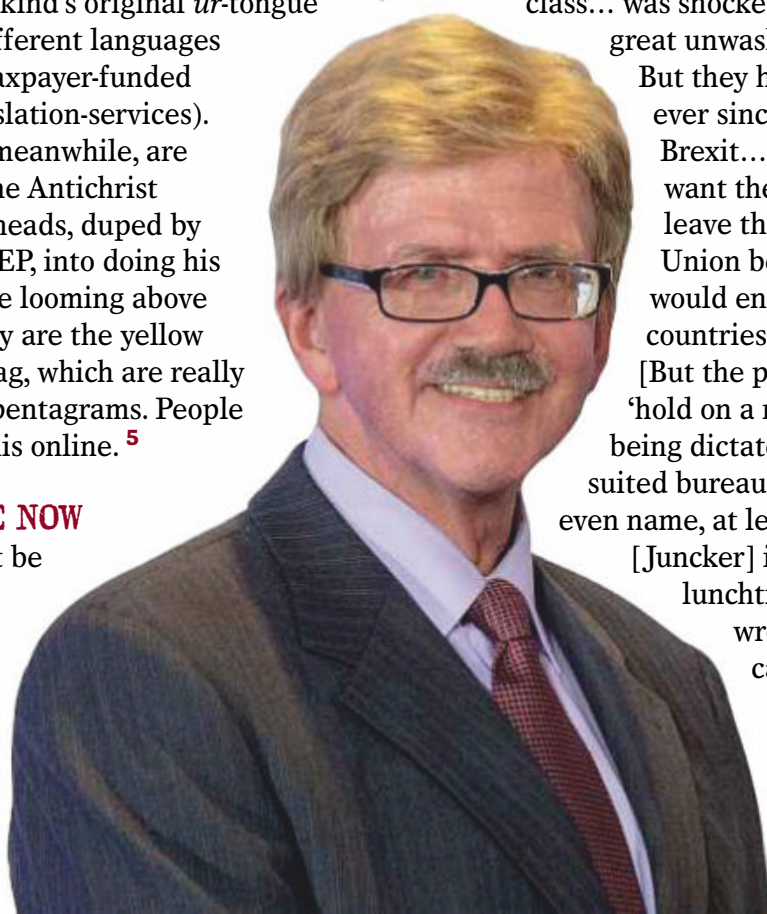 kind's original ur-tongue
fferent languages
axpayer-funded
slation-services).
meanwhile, are
ne Antichrist
heads, duped by
EP, into doing his
e looming above
y are the yellow
ag, which are really
pentagrams. People
is online. 5
E NOW
t be
class… was shocke
great unwas
But they h
ever sinc
Brexit…
want the
leave th
Union be
would en
countries
[But the p
‘hold on a
being dictate
suited bureau
even name, at le
[Juncker] i
luncht
wr
ca